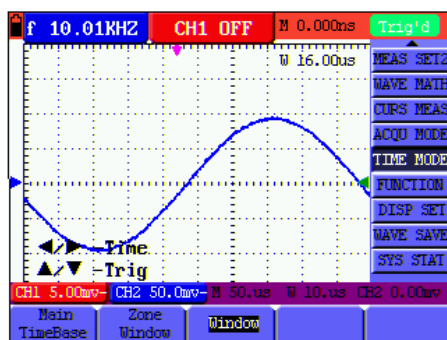 f 10.01KHZ CH1 OFF M 0.000ns Trig'd
W 16.00us
MEAS SET2
WAVE MATH
CURS MEAS
ACQU MODE
TIME MODE
FUNCTION
DISP SET
WAVE SAVE
SYS STAT
◀/▶ -Time
▲/▼ -Trig
CH1 5.00mv- CH2 50.0mv- M 50.us W 10.us CH2 0.00mv
Main TimeBase
Zone Window
Window